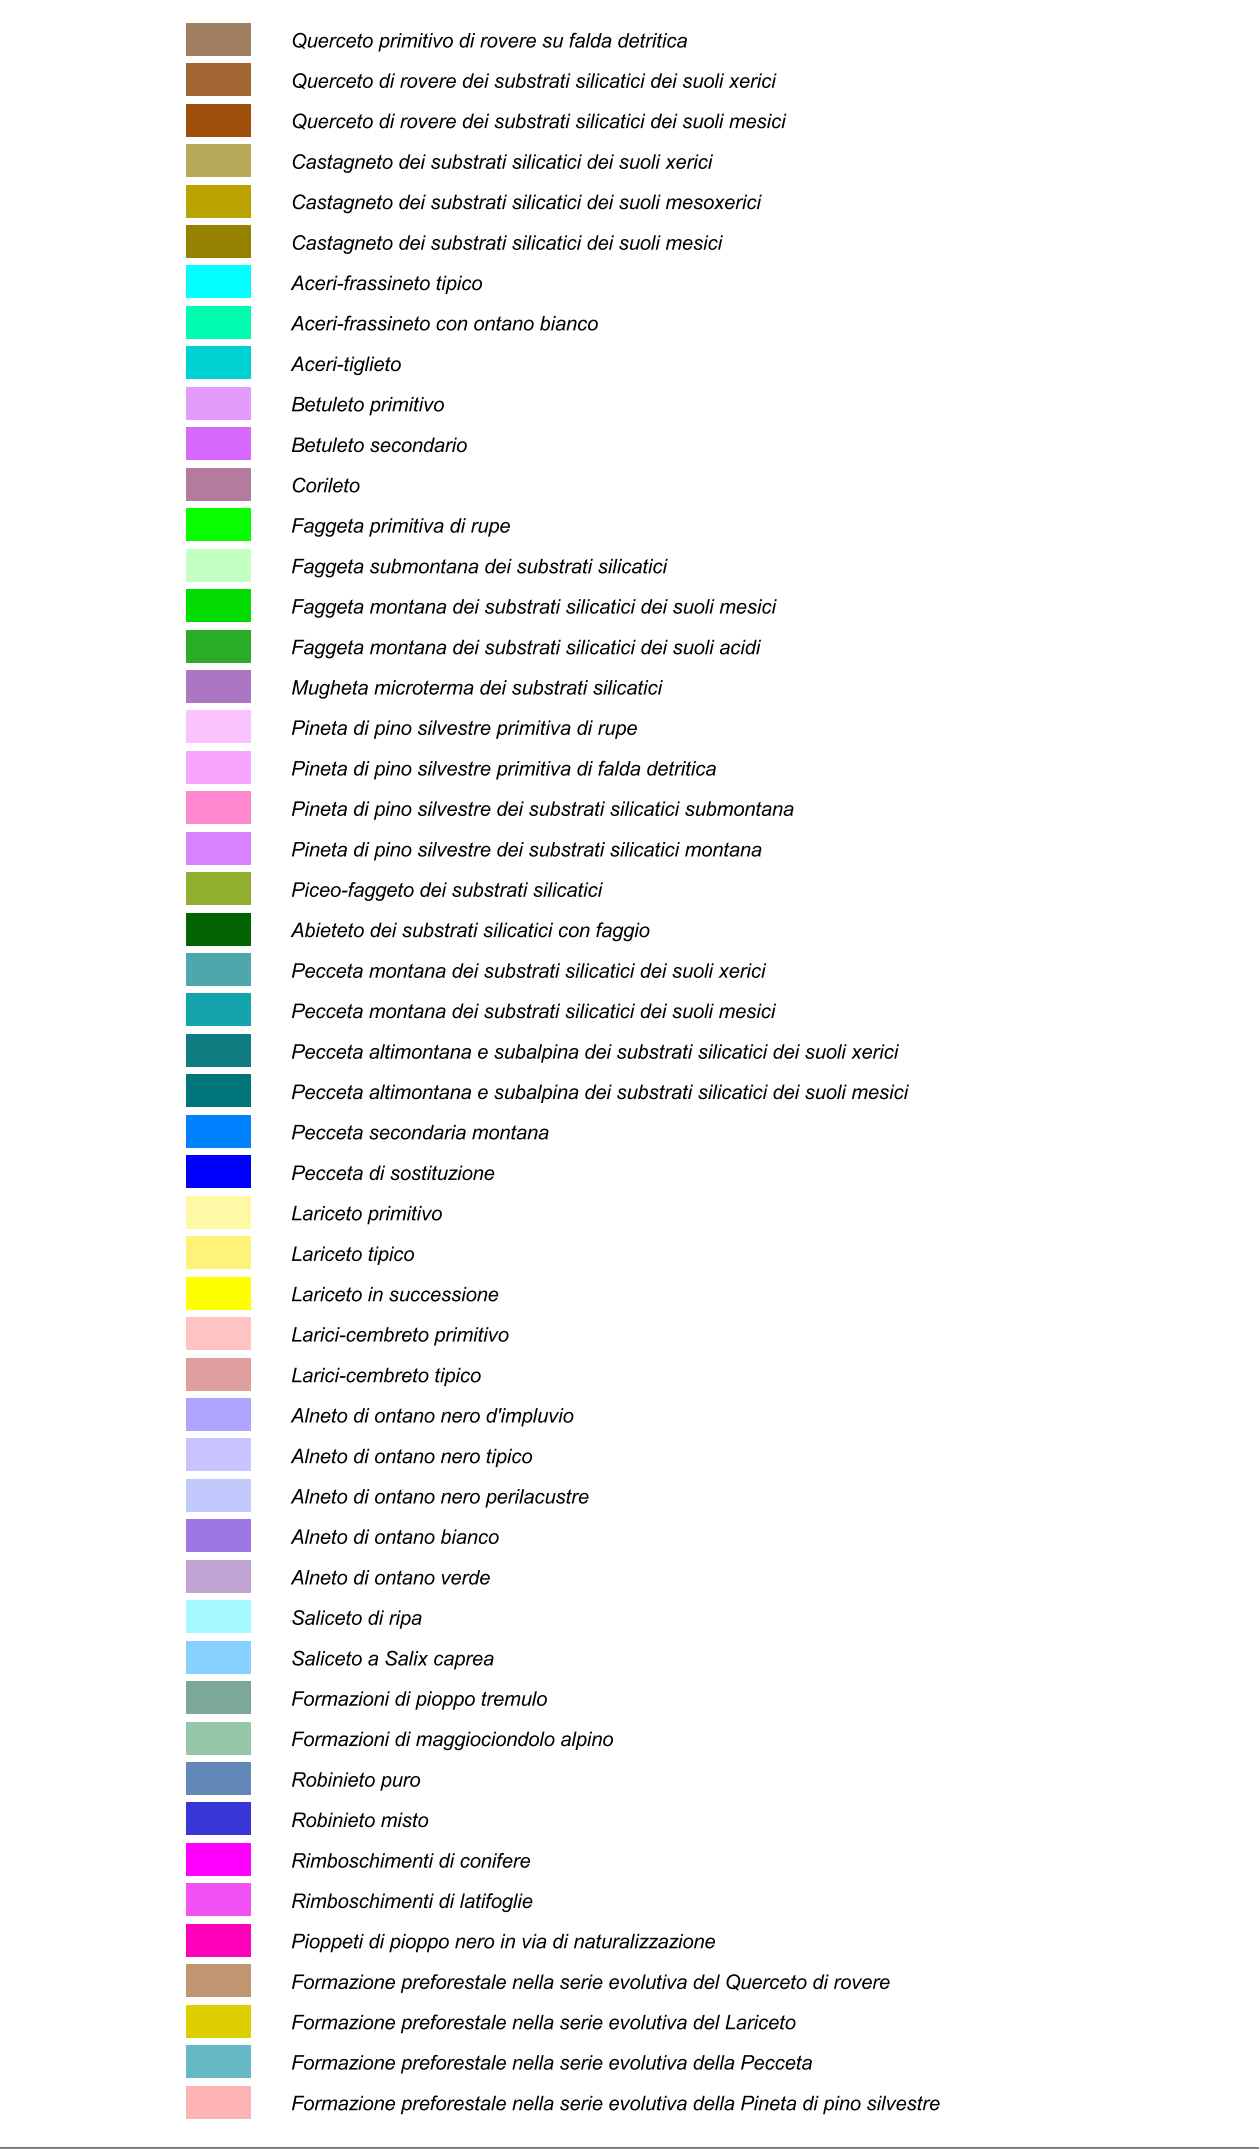 Querceto primitivo di rovere su falda detritica
Querceto di rovere dei substrati silicatici dei suoli xerici
Querceto di rovere dei substrati silicatici dei suoli mesici
Castagneto dei substrati silicatici dei suoli xerici
Castagneto dei substrati silicatici dei suoli mesoxerici
Castagneto dei substrati silicatici dei suoli mesici
Aceri-frassineto tipico
Aceri-frassineto con ontano bianco
Aceri-tiglieto
Betuleto primitivo
Betuleto secondario
Corileto
Faggeta primitiva di rupe
Faggeta submontana dei substrati silicatici
Faggeta montana dei substrati silicatici dei suoli mesici
Faggeta montana dei substrati silicatici dei suoli acidi
Mugheta microterma dei substrati silicatici
Pineta di pino silvestre primitiva di rupe
Pineta di pino silvestre primitiva di falda detritica
Pineta di pino silvestre dei substrati silicatici submontana
Pineta di pino silvestre dei substrati silicatici montana
Piceo-faggeto dei substrati silicatici
Abieteto dei substrati silicatici con faggio
Pecceta montana dei substrati silicatici dei suoli xerici
Pecceta montana dei substrati silicatici dei suoli mesici
Pecceta altimontana e subalpina dei substrati silicatici dei suoli xerici
Pecceta altimontana e subalpina dei substrati silicatici dei suoli mesici
Pecceta secondaria montana
Pecceta di sostituzione
Lariceto primitivo
Lariceto tipico
Lariceto in successione
Larici-cembreto primitivo
Larici-cembreto tipico
Alneto di ontano nero d'impluvio
Alneto di ontano nero tipico
Alneto di ontano nero perilacustre
Alneto di ontano bianco
Alneto di ontano verde
Saliceto di ripa
Saliceto a Salix caprea
Formazioni di pioppo tremulo
Formazioni di maggiociondolo alpino
Robinieto puro
Robinieto misto
Rimboschimenti di conifere
Rimboschimenti di latifoglie
Pioppeti di pioppo nero in via di naturalizzazione
Formazione preforestale nella serie evolutiva del Querceto di rovere
Formazione preforestale nella serie evolutiva del Lariceto
Formazione preforestale nella serie evolutiva della Pecceta
Formazione preforestale nella serie evolutiva della Pineta di pino silvestre